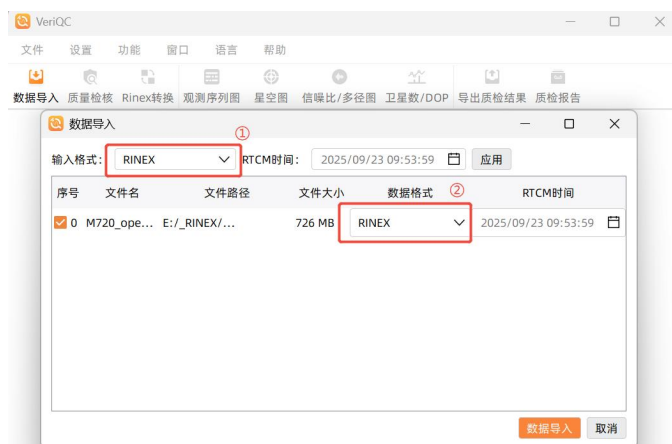 VeriQC
文件 设置 功能 窗口 语言 帮助
数据导入 质量检核 Rinex转换 观测序列图 星空图 信噪比/多径图 卫星数/DOP 导出质检结果 质检报告
数据导入
①
输入格式: RINEX RTCM时间: 2025/09/23 09:53:59 应用
序号 文件名 文件路径 文件大小 数据格式 ② RTCM时间
0 M720_ope... E:/_RINEX/... 726 MB RINEX 2025/09/23 09:53:59
数据导入 取消